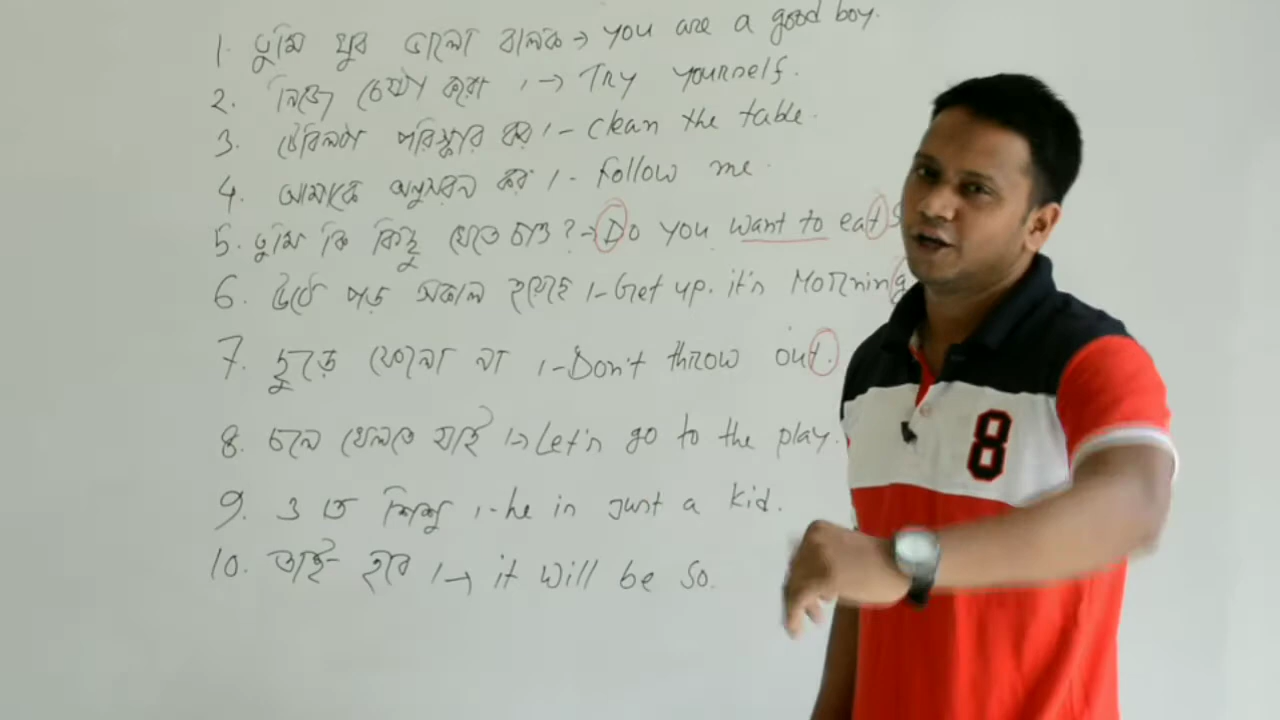 1. তুমি খুব ভালো বালক → you are a good boy.
2. নিজে চেষ্টা করো । → Try yourself.
3. টেবিলটা পরিস্কার কর । - clean the table.
4. আমাকে অনুসরন কর । - follow me.
5. তুমি কি কিছু খেতে চাও ? → Do you want to eat
6. উঠে পড় সকাল হয়েছে । - Get up. it's Morning
7. ছুড়ে ফেলো না । - Don't throw out.
8. চলো খেলতে যাই । → Let's go to the play.
9. ও তো শিশু । - he is just a kid.
10. তাই হবে । → it will be so.
8